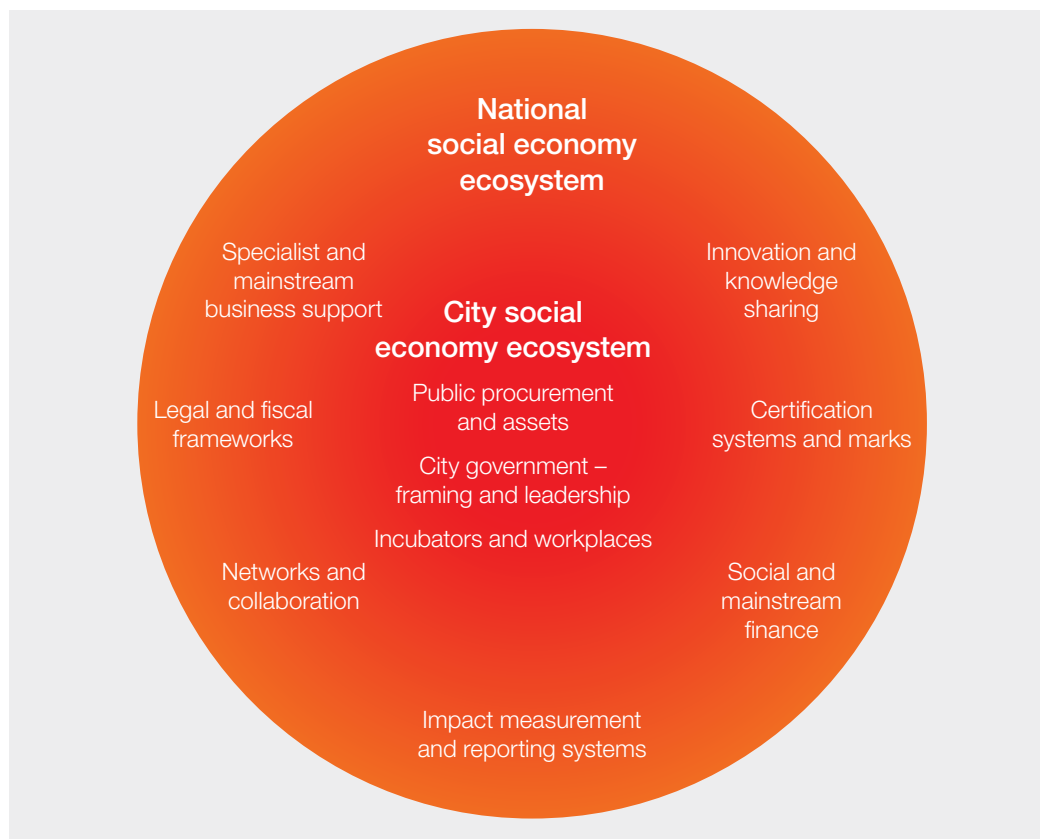 National
social economy
ecosystem
Specialist and
mainstream
business support
Innovation and
knowledge
sharing
City social
economy ecosystem
Public procurement
and assets
City government –
framing and leadership
Incubators and workplaces
Legal and fiscal
frameworks
Certification
systems and marks
Networks and
collaboration
Social and
mainstream
finance
Impact measurement
and reporting systems